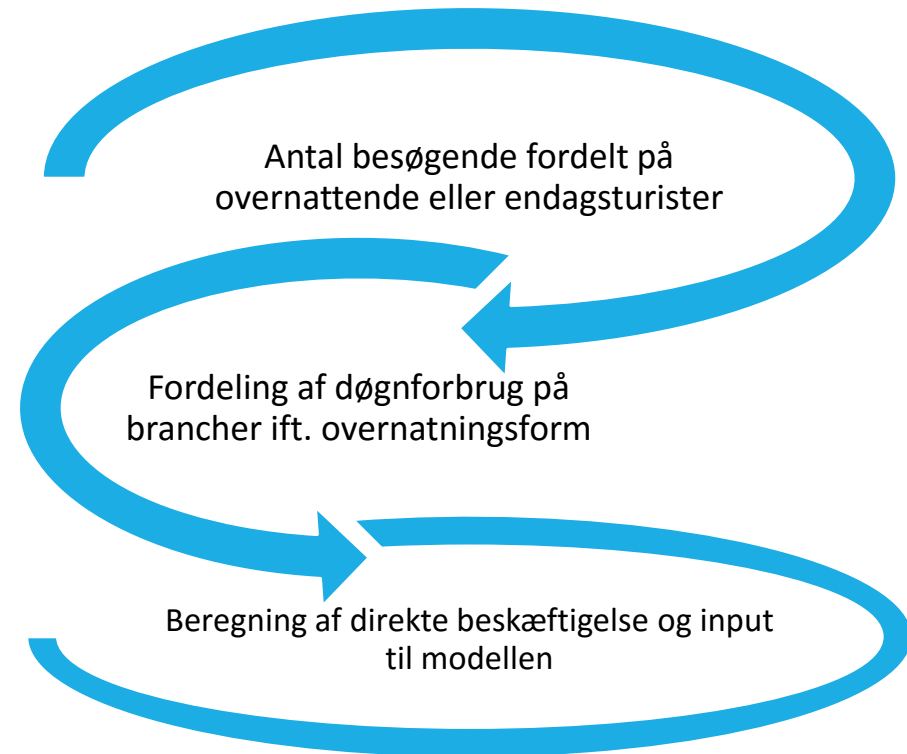 Antal besøgende fordelt på
overnattende eller endagsturister
Fordeling af døgnforbrug på
brancher ift. overnatningsform
Beregning af direkte beskæftigelse og input
til modellen